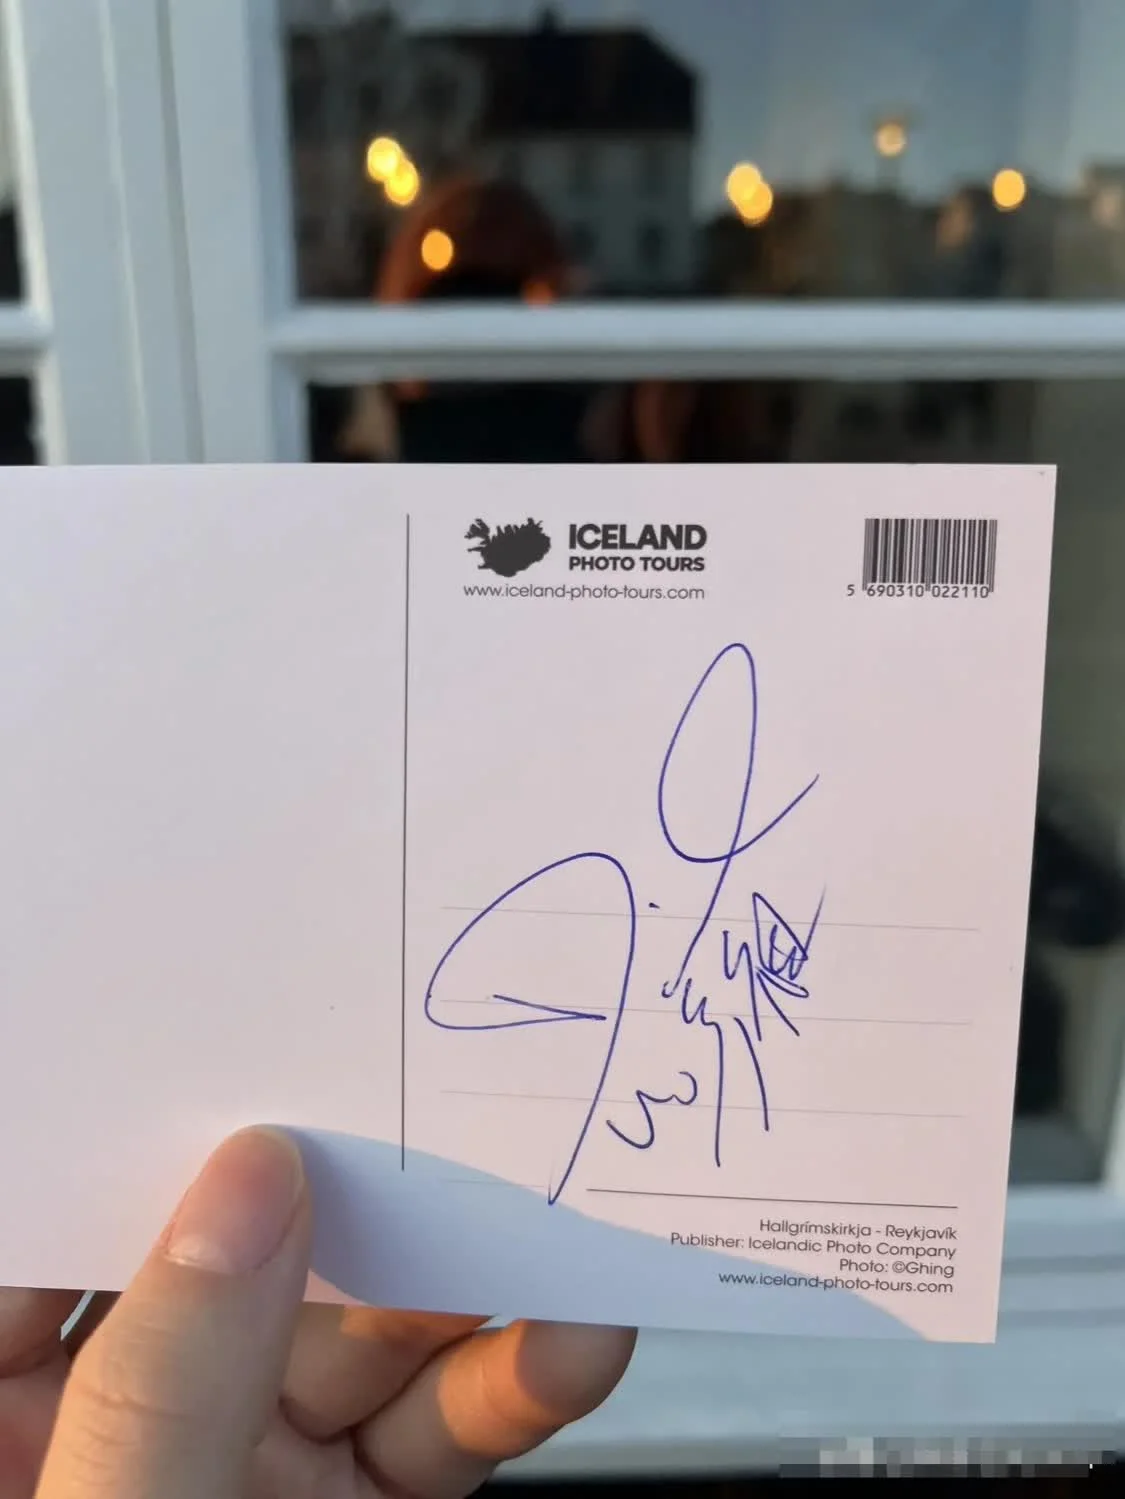 ICELAND
PHOTO TOURS
www.iceland-photo-tours.com
5 690310 022110
Hallgrímskirkja - Reykjavík
Publisher: Icelandic Photo Company
Photo: ©Ghing
www.iceland-photo-tours.com